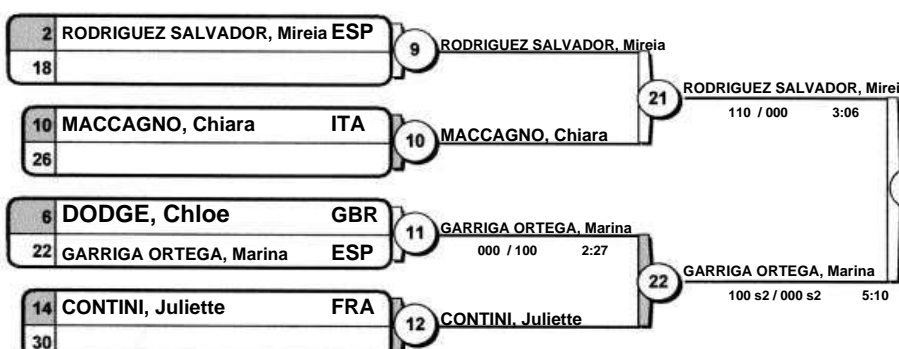 2 RODRIGUEZ SALVADOR, Mireia ESP
18
9 RODRIGUEZ SALVADOR, Mireia
10 MACCAGNO, Chiara ITA
26
10 MACCAGNO, Chiara
21 RODRIGUEZ SALVADOR, Mirei
110 / 000 3:06
6 DODGE, Chloe GBR
22 GARRIGA ORTEGA, Marina ESP
11 GARRIGA ORTEGA, Marina
000 / 100 2:27
14 CONTINI, Juliette FRA
30
12 CONTINI, Juliette
22 GARRIGA ORTEGA, Marina
100 s2 / 000 s2 5:10